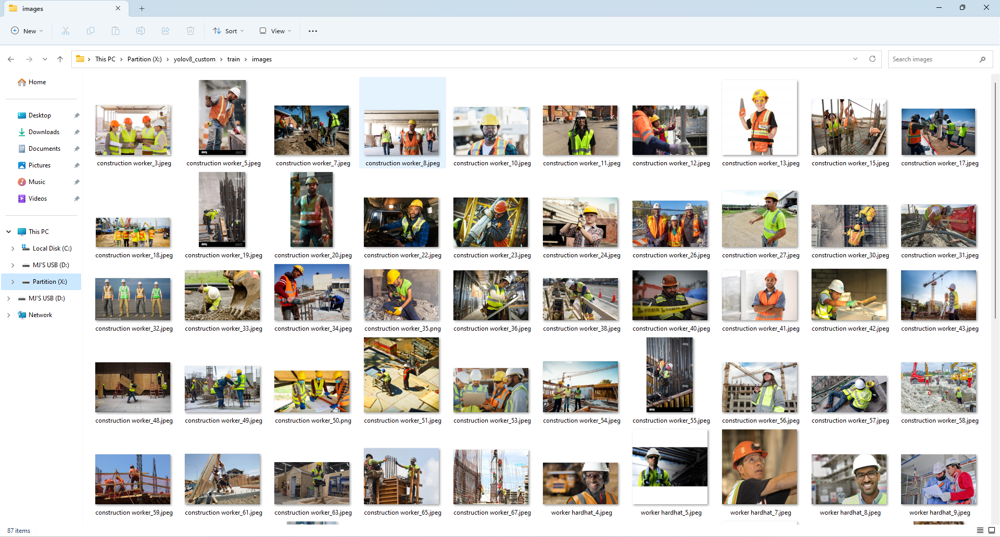 images
New
Sort
View
This PC
Partition (X:)
yolov8_custom
train
images
Search images
Home
Desktop
Downloads
Documents
Pictures
Music
Videos
This PC
Local Disk (C:)
MJ'S USB (D:)
Partition (X:)
MJ'S USB (D:)
Network
construction worker_3.jpeg
construction worker_5.jpeg
construction worker_7.jpeg
construction worker_8.jpeg
construction worker_10.jpeg
construction worker_11.jpeg
construction worker_12.jpeg
construction worker_13.jpeg
construction worker_15.jpeg
construction worker_17.jpeg
construction worker_18.jpeg
construction worker_19.jpeg
construction worker_20.jpeg
construction worker_22.jpeg
construction worker_23.jpeg
construction worker_24.jpeg
construction worker_26.jpeg
construction worker_27.jpeg
construction worker_30.jpeg
construction worker_31.jpeg
construction worker_32.jpeg
construction worker_33.jpeg
construction worker_34.jpeg
construction worker_35.png
construction worker_36.jpeg
construction worker_38.jpeg
construction worker_40.jpeg
construction worker_41.jpeg
construction worker_42.jpeg
construction worker_43.jpeg
construction worker_48.jpeg
construction worker_49.jpeg
construction worker_50.png
construction worker_51.jpeg
construction worker_53.jpeg
construction worker_54.jpeg
construction worker_55.jpeg
construction worker_56.jpeg
construction worker_57.jpeg
construction worker_58.jpeg
construction worker_59.jpeg
construction worker_61.jpeg
construction worker_63.jpeg
construction worker_65.jpeg
construction worker_67.jpeg
worker hardhat_4.jpeg
worker hardhat_5.jpeg
worker hardhat_7.jpeg
worker hardhat_8.jpeg
worker hardhat_9.jpeg
87 items